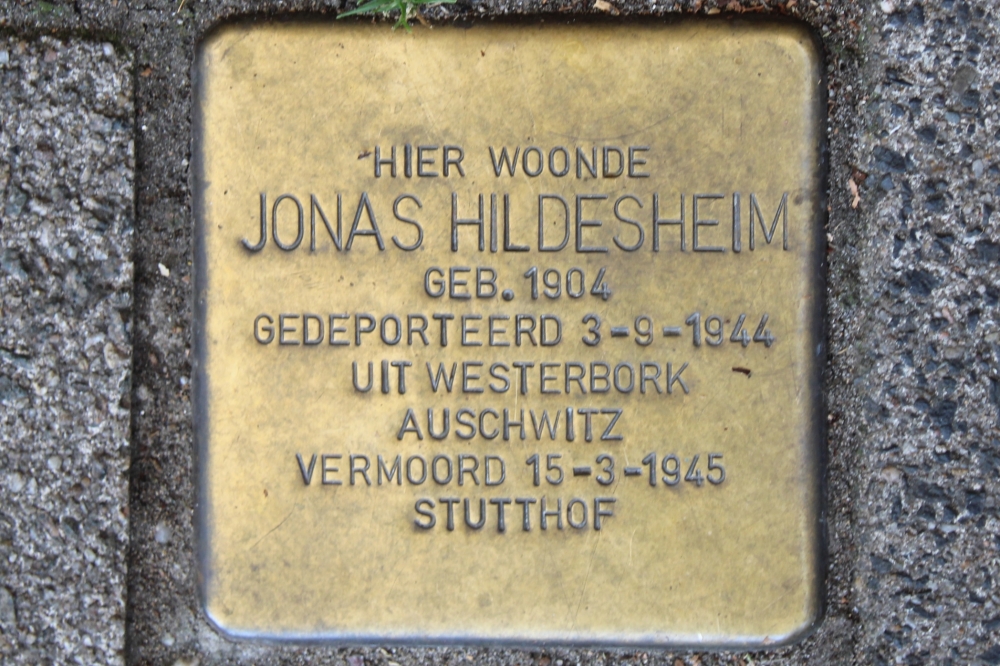 HIER WOONDE
JONAS HILDESHEIM
GEB. 1904
GEDEPORTEERD 3-9-1944
UIT WESTERBORK
AUSCHWITZ
VERMOORD 15-3-1945
STUTTHOF